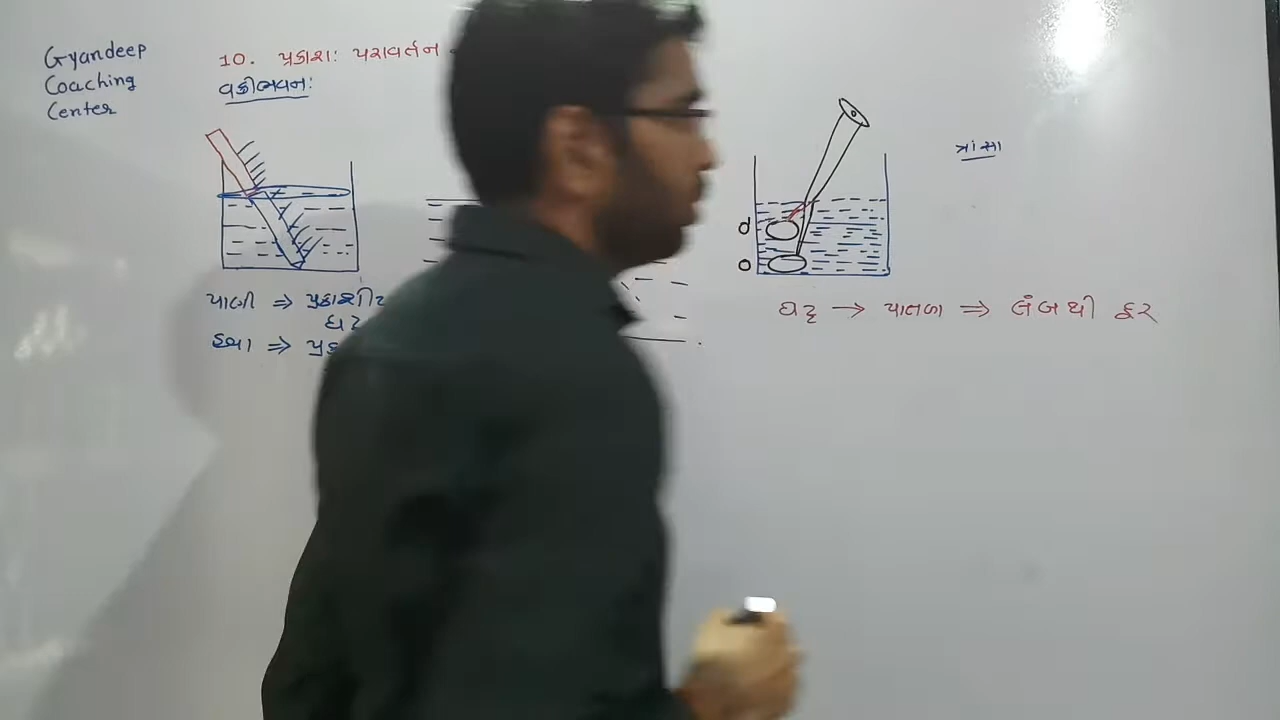 Gyandeep
Coaching
Center
10. પ્રકાશ: પરાવર્તન
વક્રીભવન:
પાણી ⇒ પ્રકાશીય
ઘટ્ટ
હવા ⇒
d
o
ત્રાંસા
ઘટ્ટ → પાતળા ⇒ લંબથી દૂર